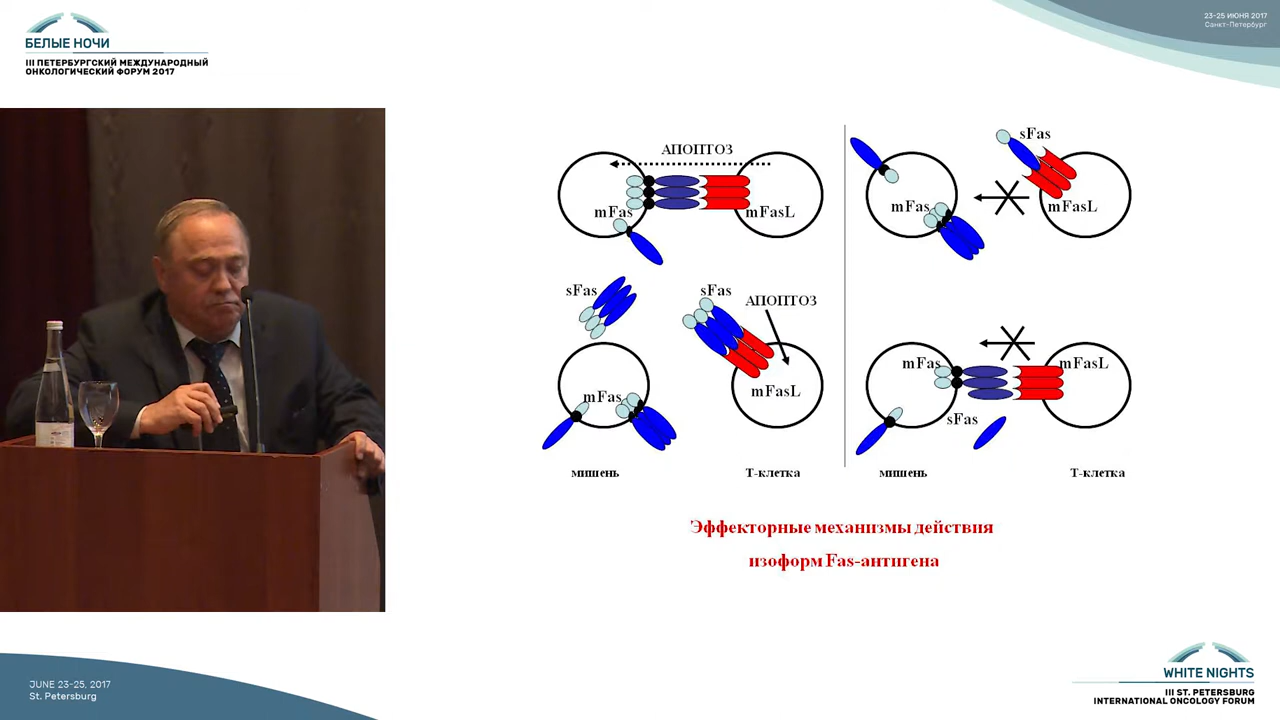 БЕЛЫЕ НОЧИ
III ПЕТЕРБУРГСКИЙ МЕЖДУНАРОДНЫЙ
ОНКОЛОГИЧЕСКИЙ ФОРУМ 2017
23-25 ИЮНЯ 2017
Санкт-Петербург
АПОПТОЗ
mFas
mFasL
sFas
mFas
mFasL
sFas
sFas
АПОПТОЗ
mFas
mFasL
mFas
mFasL
sFas
мишень
Т-клетка
мишень
Т-клетка
Эффекторные механизмы действия
изоформ Fas-антигена
JUNE 23-25, 2017
St. Petersburg
WHITE NIGHTS
III ST. PETERSBURG
INTERNATIONAL ONCOLOGY FORUM